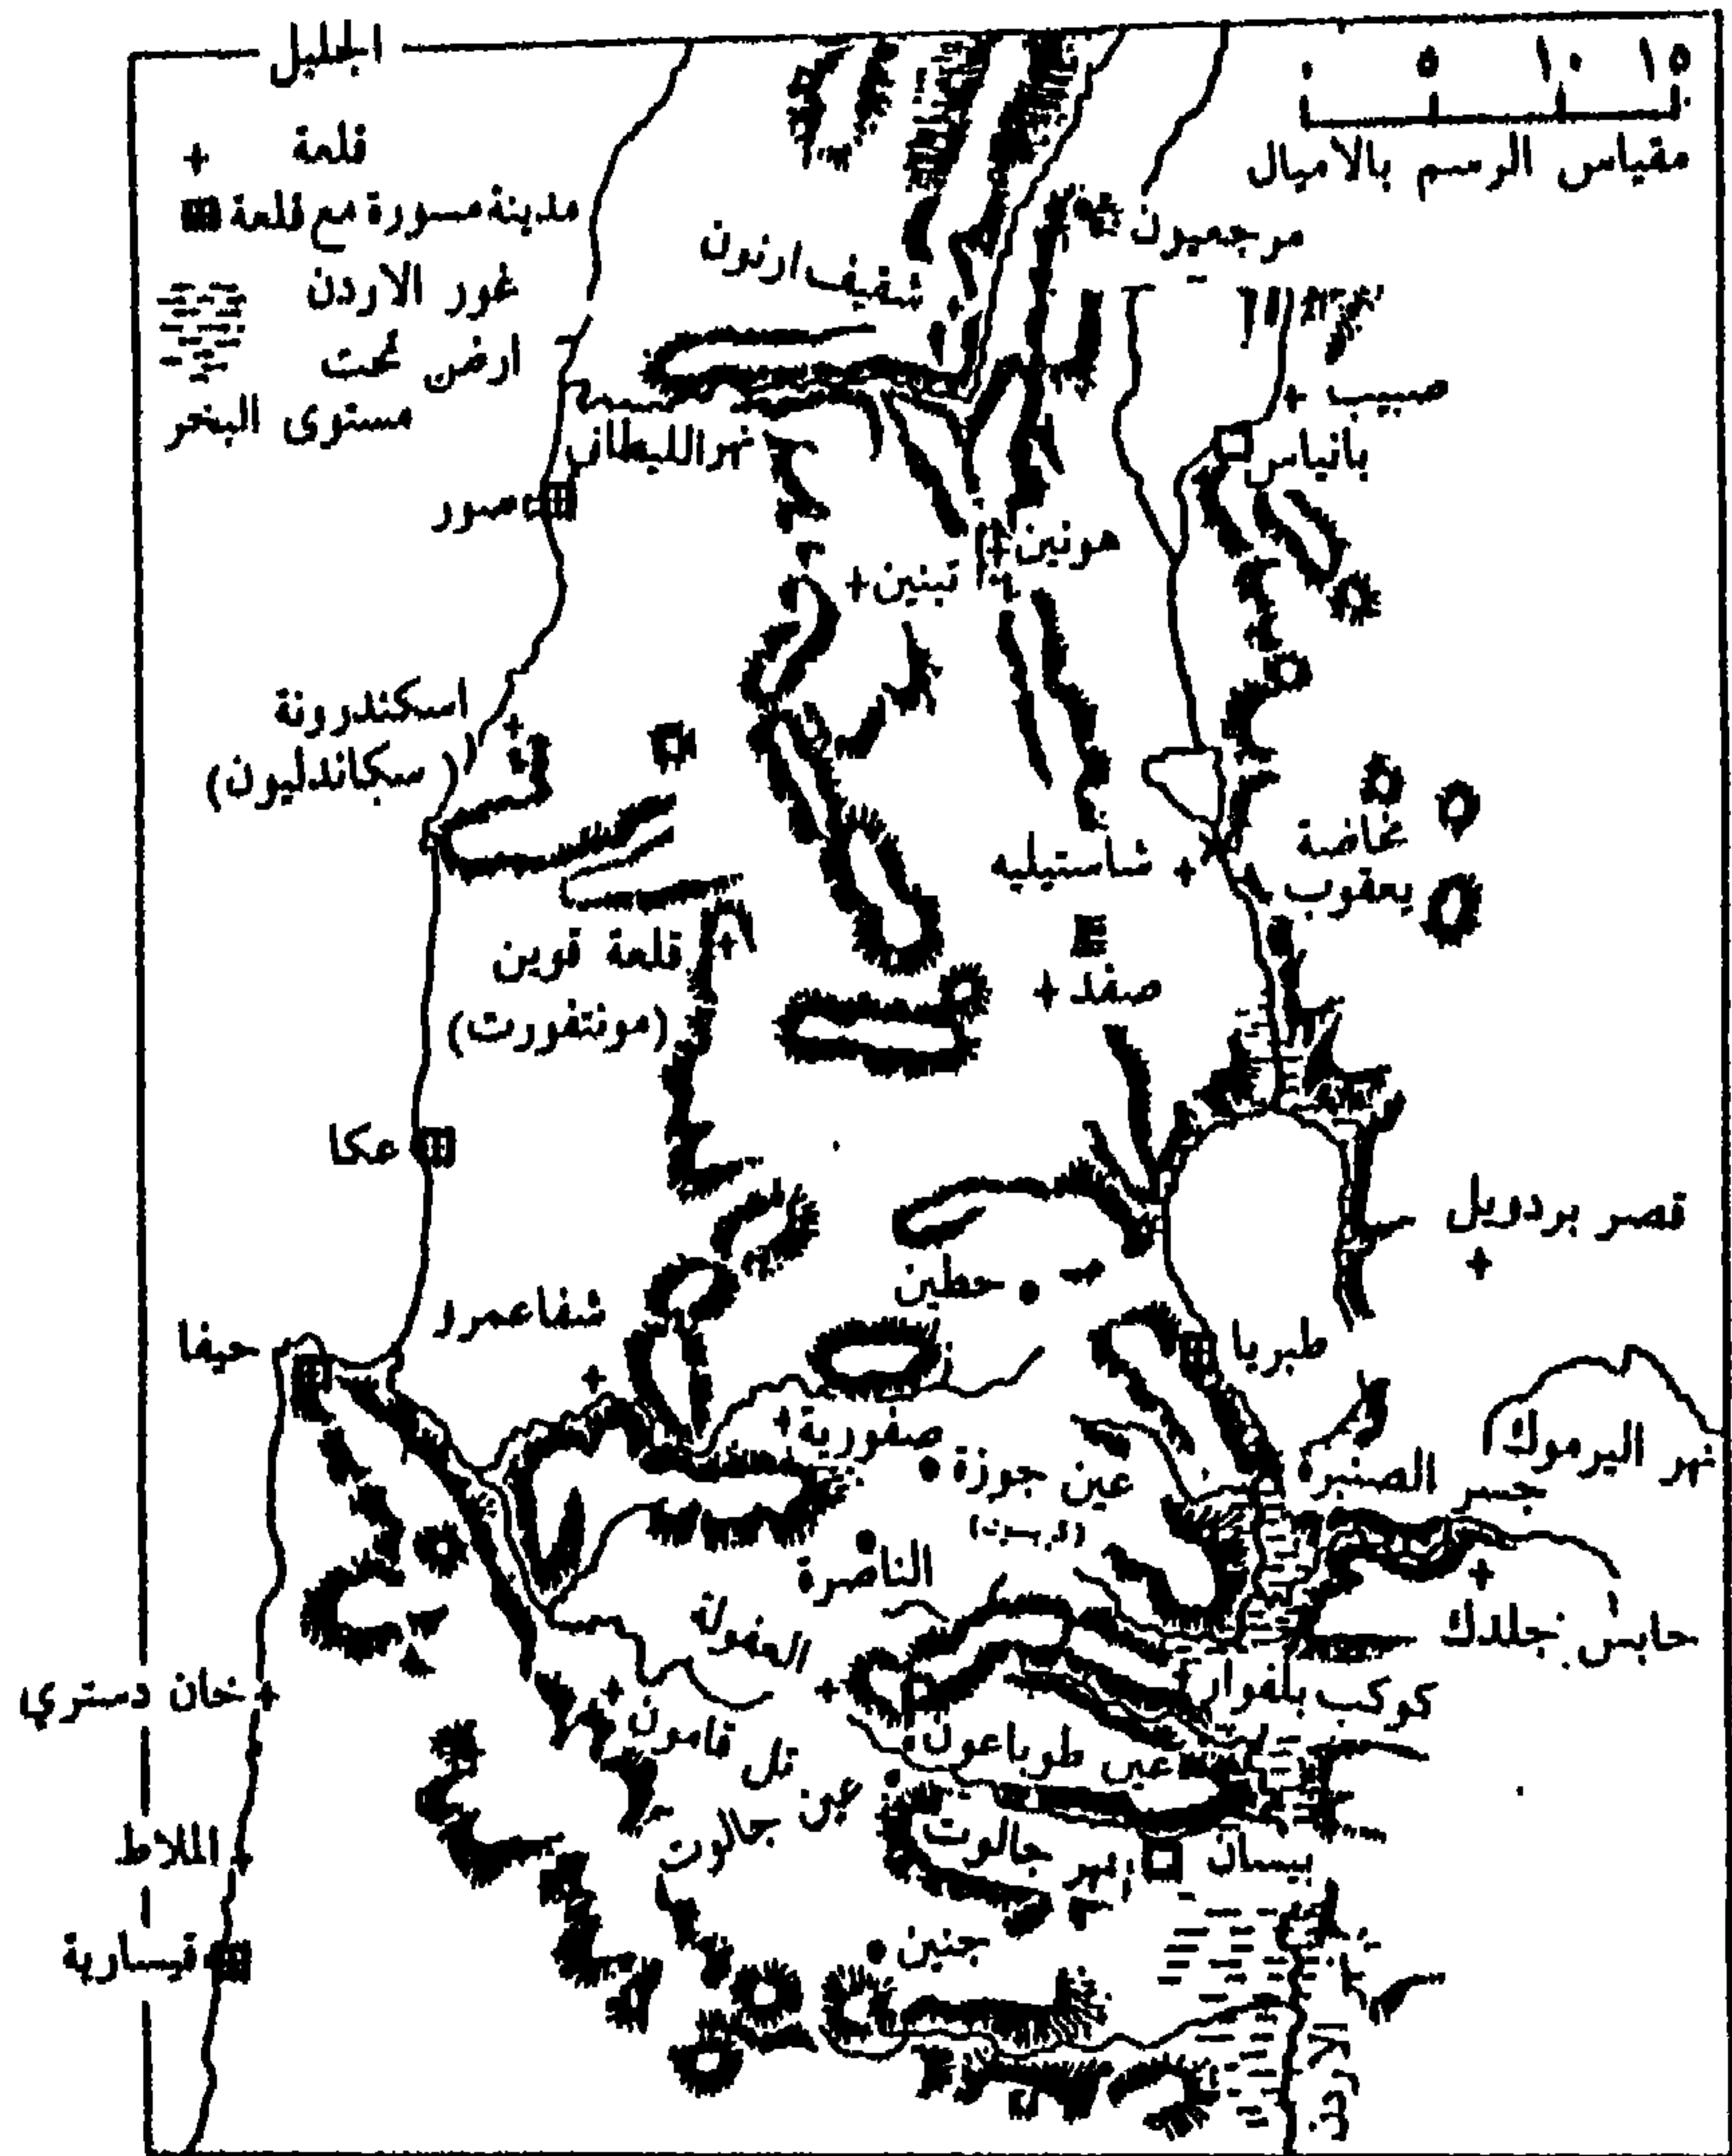 الجليل
٠ ٥ ١٠ ١٥
مقياس الرسم بالاميال
قلعة
مدينة مسورة مع قلعة
غور الاردن
ارض تحت
مستوى البحر
مرجعيون
شقيف ارنون
صبيب
بانياس
نهر الليطاني
صور
هونين
تبنين
اسكندرونة
(سكاندليون)
مخاضة
يعقوب
شاستيليه
قلعة قوين
(مونتفورت)
صفد
عكا
قصر بردويل
حطين
شفاعمرو
حيفا
طبريا
صفورية
نهر اليرموك
جسر الصنبرة
عين جوزة
الناصرة
العفولة
حابس جلدك
كوكب بلفوار
خان دستري
تل قامون
عين طوباعون
عين جالوت
نهر جالوت
بيسان
الملاط
جنين
قيسارية